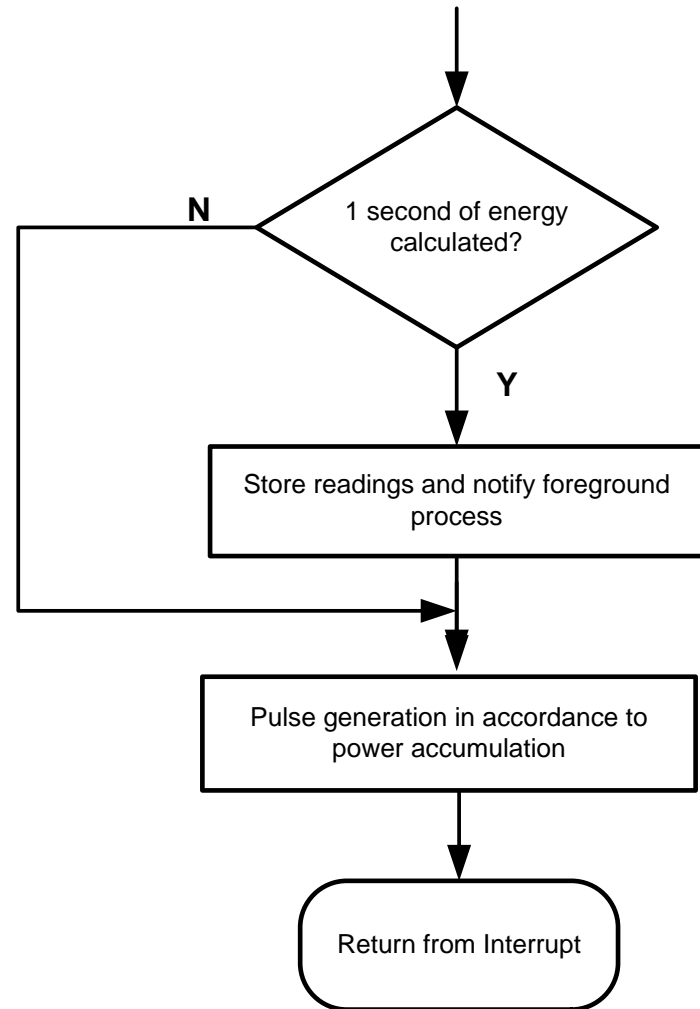 1 second of energy
calculated?
N
Y
Store readings and notify foreground
process
Pulse generation in accordance to
power accumulation
Return from Interrupt